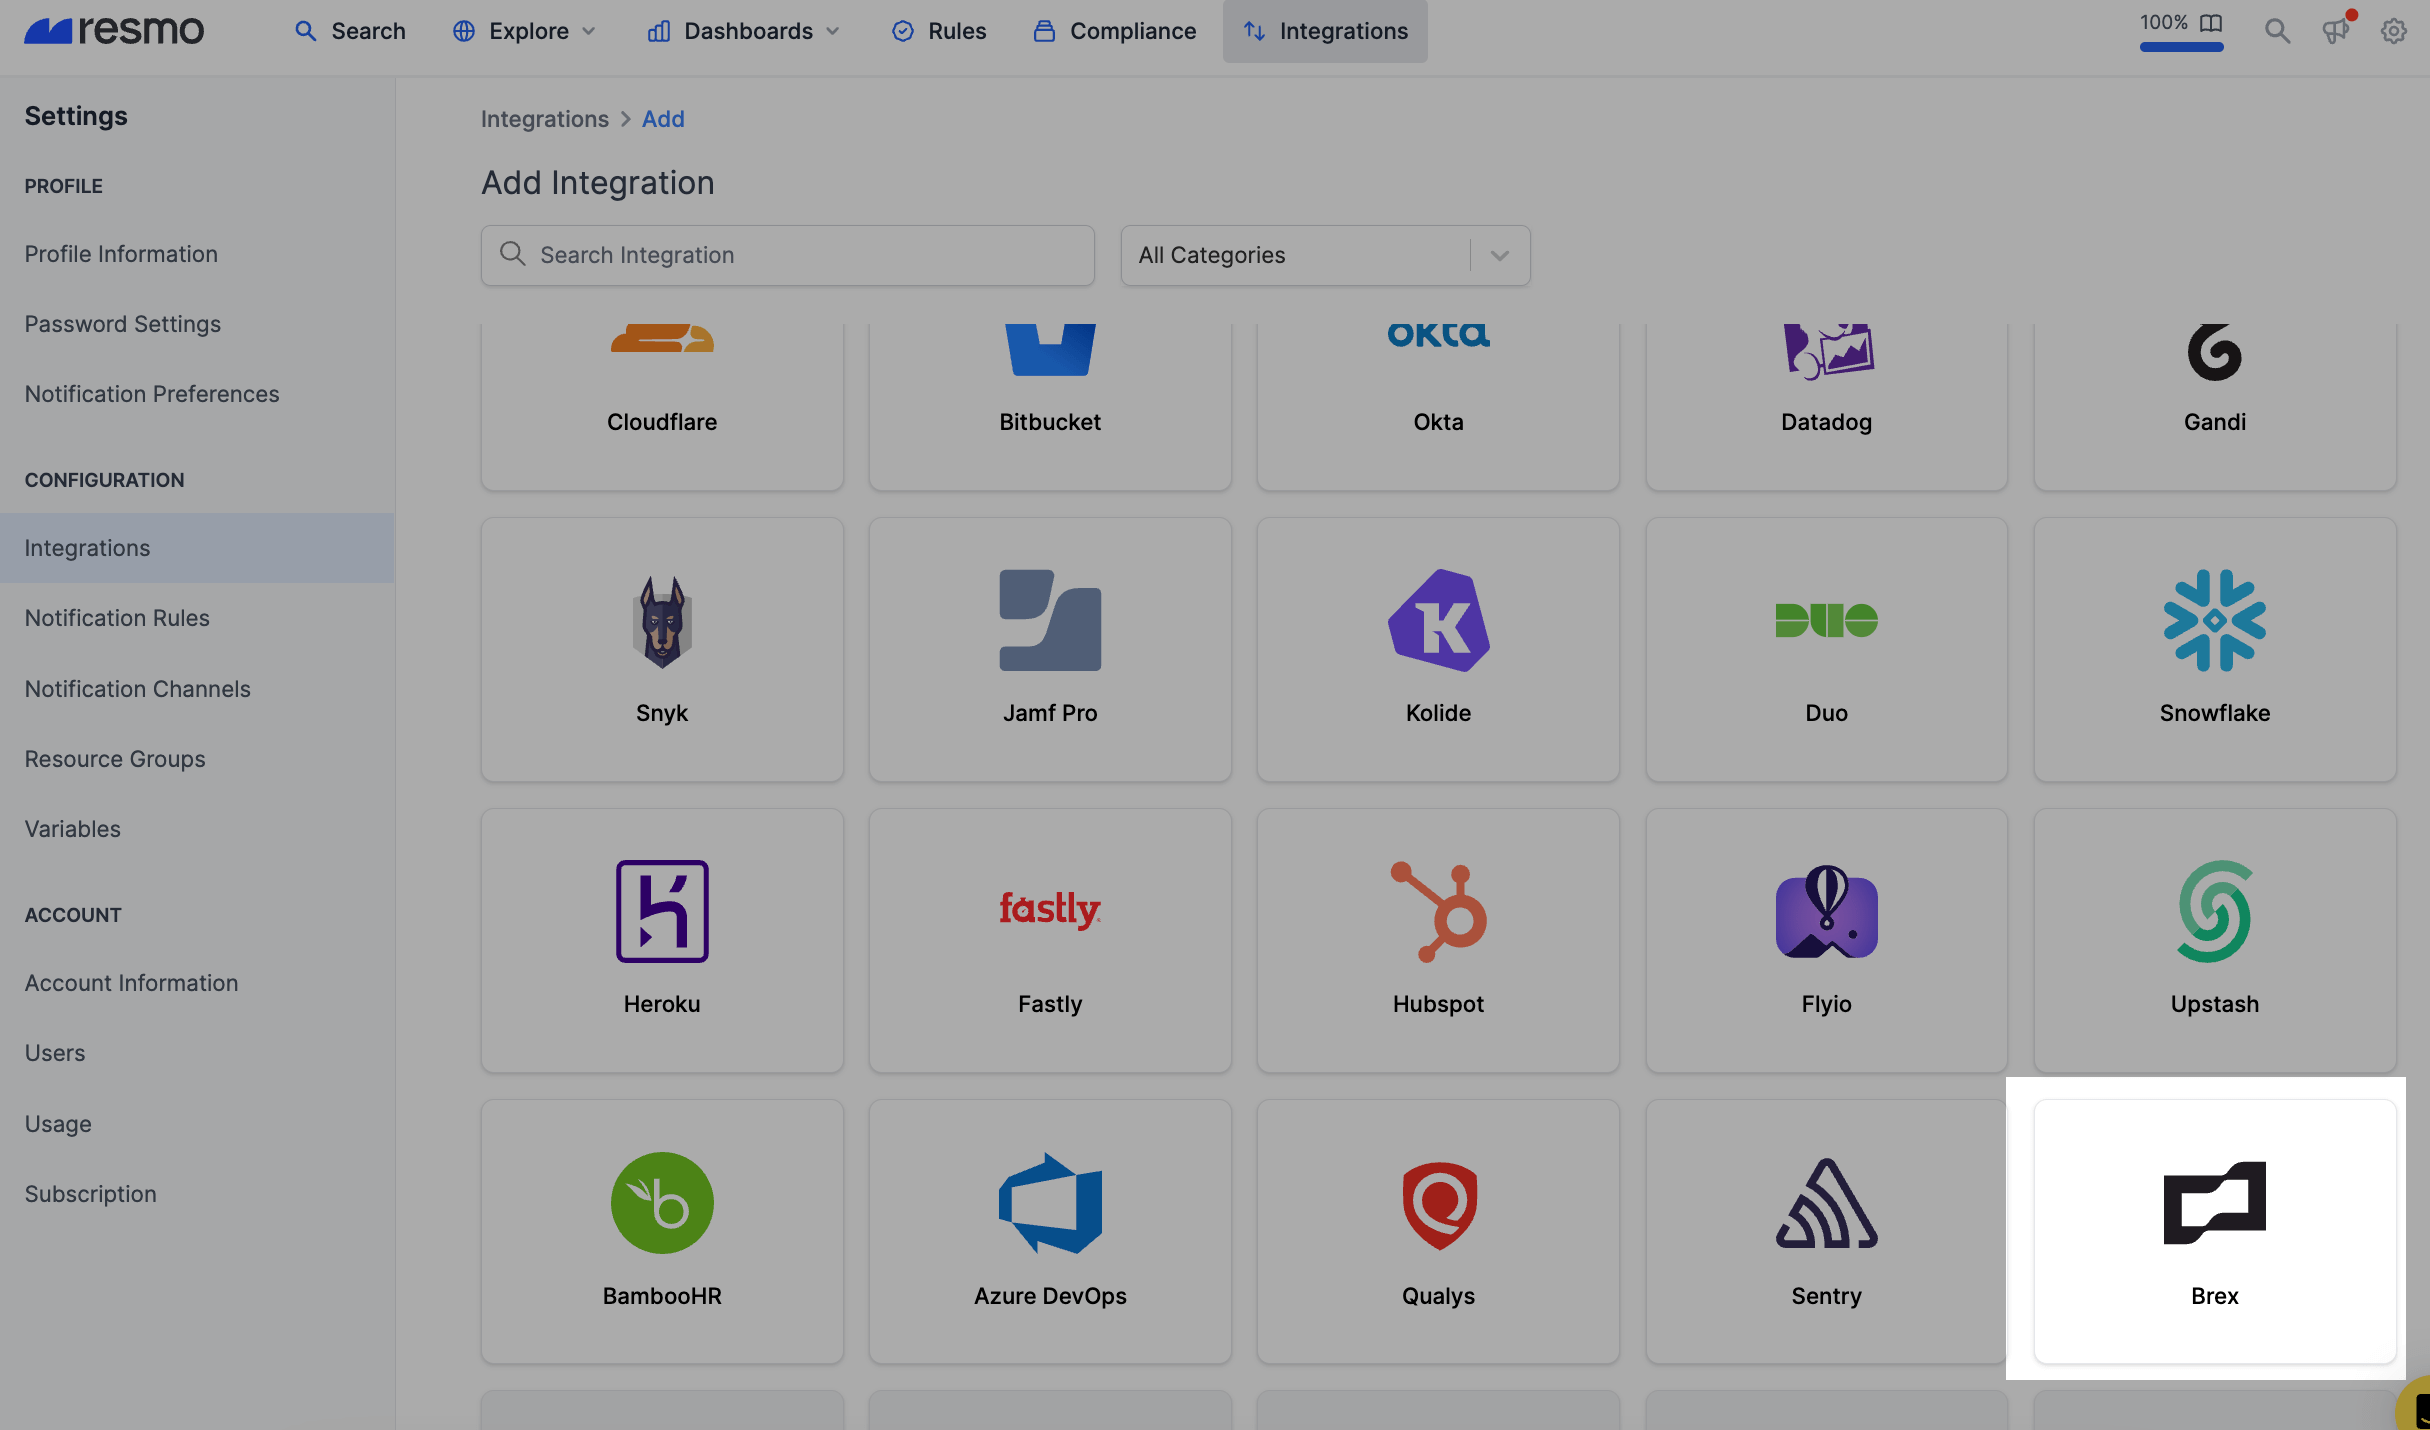 resmo
Search
Explore
Dashboards
Rules
Compliance
Integrations
100%
Settings
PROFILE
Profile Information
Password Settings
Notification Preferences
CONFIGURATION
Integrations
Notification Rules
Notification Channels
Resource Groups
Variables
ACCOUNT
Account Information
Users
Usage
Subscription
Integrations > Add
Add Integration
Search Integration
All Categories
okta
Cloudflare
Bitbucket
Okta
Datadog
Gandi
K
DUO
Snyk
Jamf Pro
Kolide
Duo
Snowflake
fastly
Heroku
Fastly
Hubspot
Flyio
Upstash
b
BambooHR
Azure DevOps
Qualys
Sentry
Brex